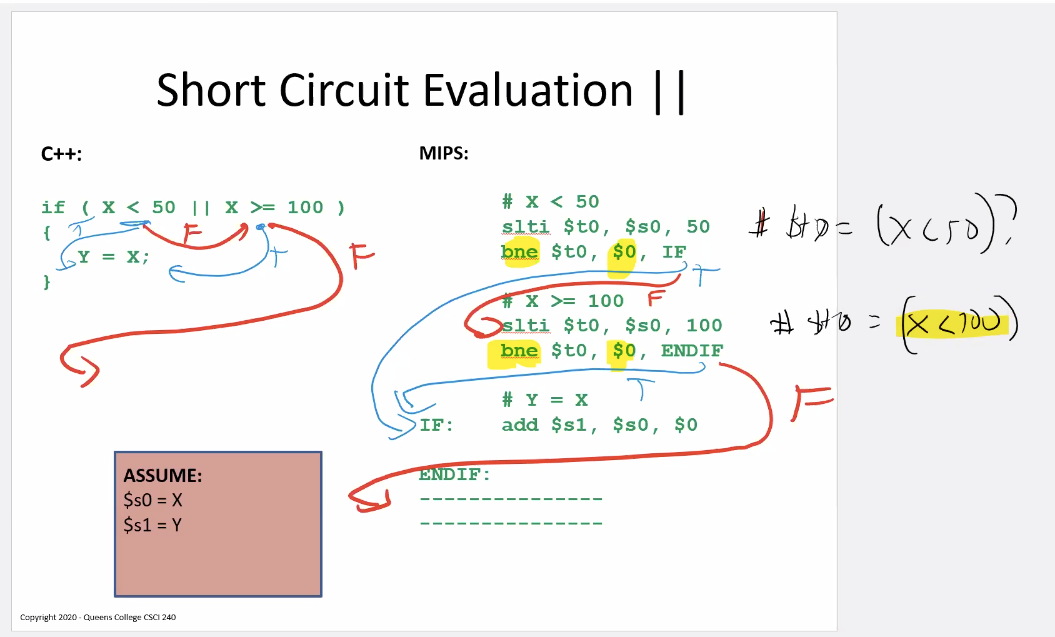 Short Circuit Evaluation ||
C++:
if ( X < 50 || X >= 100 )
{
Y = X;
}
F
T
F
MIPS:
# X < 50
slti $t0, $s0, 50
bne $t0, $0, IF
T
# X >= 100
F
slti $t0, $s0, 100
bne $t0, $0, ENDIF
T
F
# Y = X
IF: add $s1, $s0, $0
ENDIF:
---------------
---------------
# $t0 = (X < 50)?
# $t0 = (X < 100)
ASSUME:
$s0 = X
$s1 = Y
Copyright 2020 - Queens College CSCI 240